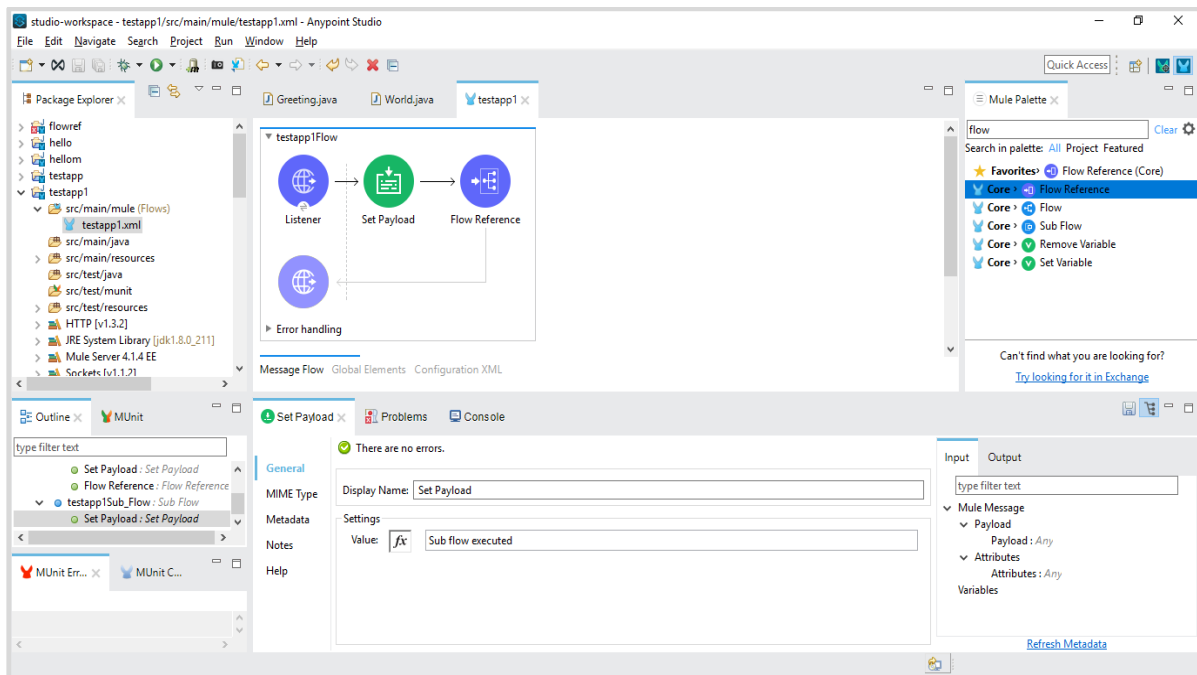 studio-workspace - testapp1/src/main/mule/testapp1.xml - Anypoint Studio
File Edit Navigate Search Project Run Window Help
Quick Access
Package Explorer
flowref
hello
hellom
testapp
testapp1
src/main/mule (Flows)
testapp1.xml
src/main/java
src/main/resources
src/test/java
src/test/munit
src/test/resources
HTTP [v1.3.2]
JRE System Library [jdk1.8.0_211]
Mule Server 4.1.4 EE
Sockets [v1.1.2]
Greeting.java World.java testapp1
testapp1Flow
Listener Set Payload Flow Reference
Error handling
Message Flow Global Elements Configuration XML
Mule Palette
flow Clear
Search in palette: All Project Featured
Favorites› Flow Reference (Core)
Core › Flow Reference
Core › Flow
Core › Sub Flow
Core › Remove Variable
Core › Set Variable
Can't find what you are looking for?
Try looking for it in Exchange
Outline MUnit
type filter text
Set Payload : Set Payload
Flow Reference : Flow Reference
testapp1Sub_Flow : Sub Flow
Set Payload : Set Payload
MUnit Err... MUnit C...
Set Payload Problems Console
There are no errors.
General
MIME Type
Metadata
Notes
Help
Display Name: Set Payload
Settings
Value: fx Sub flow executed
Input Output
type filter text
Mule Message
Payload
Payload : Any
Attributes
Attributes : Any
Variables
Refresh Metadata